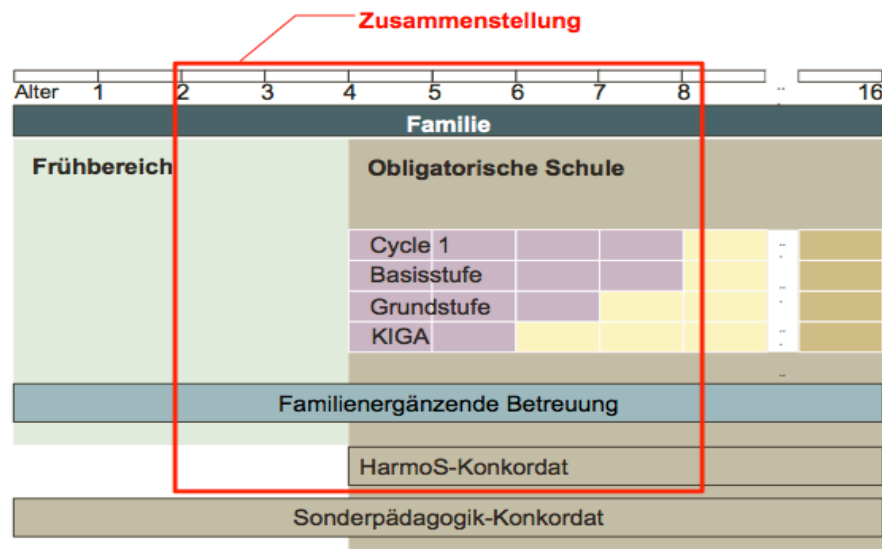 Zusammenstellung
Alter 1 2 3 4 5 6 7 8 16
Familie
Frühbereich Obligatorische Schule
Cycle 1
Basisstufe
Grundstufe
KIGA
Familienergänzende Betreuung
HarmoS-Konkordat
Sonderpädagogik-Konkordat